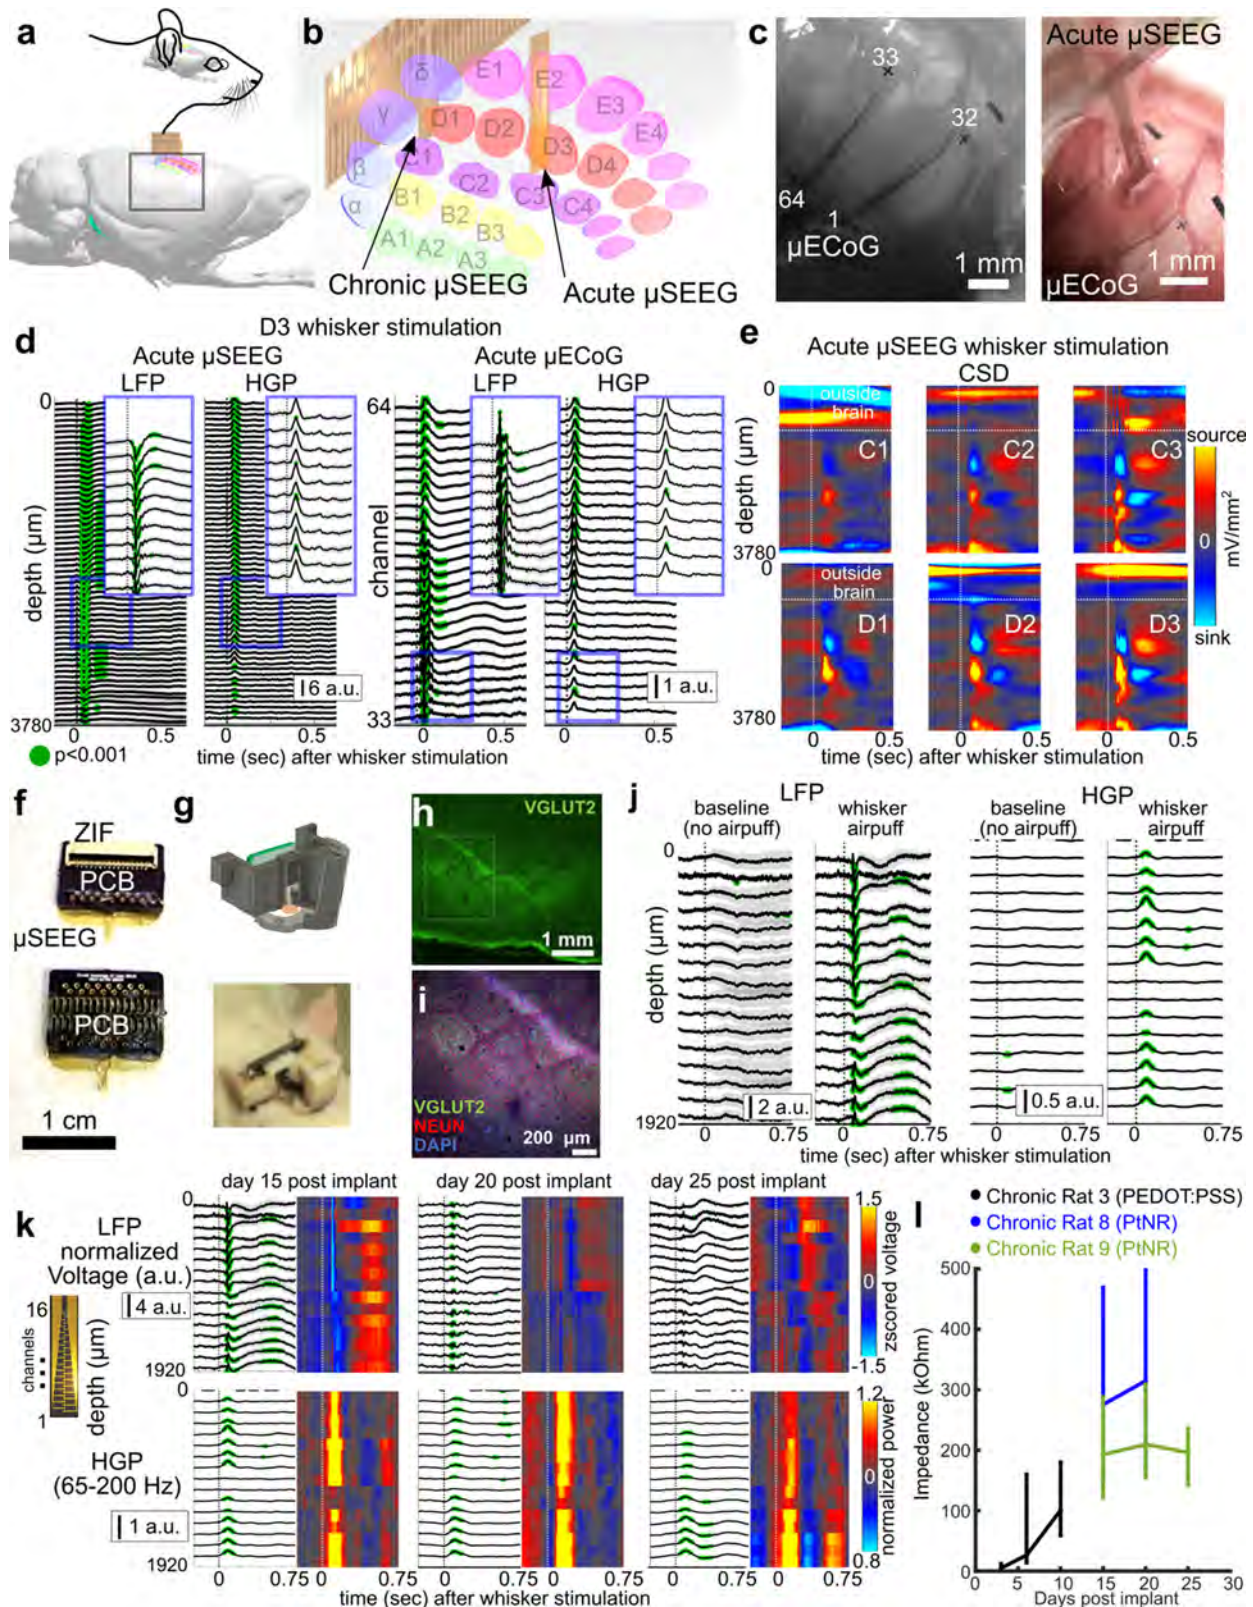 a
b
δ
E1
E2
E3
E4
γ
D1
D2
D3
D4
β
C1
C2
C3
C4
α
B1
B2
B3
A1
A2
A3
Chronic µSEEG
Acute µSEEG
c
33
32
64
1
µECoG
1 mm
Acute µSEEG
µECoG
1 mm
d
D3 whisker stimulation
Acute µSEEG
LFP
HGP
Acute µECoG
LFP
HGP
0
depth (µm)
3780
6 a.u.
64
channel
33
1 a.u.
0
0.5
0
0.5
0
0.5
0
0.5
p<0.001
time (sec) after whisker stimulation
e
Acute µSEEG whisker stimulation
CSD
0
outside
brain
C1
C2
C3
depth (µm)
3780
0
outside
brain
D1
D2
D3
3780
0
0.5
0
0.5
0
0.5
time (sec) after whisker stimulation
source
0
mV/mm²
sink
f
ZIF
PCB
µSEEG
PCB
1 cm
g
h
VGLUT2
1 mm
i
VGLUT2
NEUN
DAPI
200 µm
j
LFP
HGP
baseline
(no airpuff)
whisker
airpuff
baseline
(no airpuff)
whisker
airpuff
0
depth (µm)
1920
2 a.u.
0.5 a.u.
0
0.75
0
0.75
0
0.75
0
0.75
time (sec) after whisker stimulation
k
day 15 post implant
day 20 post implant
day 25 post implant
LFP
normalized
Voltage (a.u.)
4 a.u.
16
channels
1
depth (µm)
0
1920
1.5
0
-1.5
zscored voltage
HGP
(65-200 Hz)
1 a.u.
0
1920
1.2
0
0.8
normalized power
0
0.75
0
0.75
0
0.75
time (sec) after whisker stimulation
l
Chronic Rat 3 (PEDOT:PSS)
Chronic Rat 8 (PtNR)
Chronic Rat 9 (PtNR)
Impedance (kOhm)
500
400
300
200
100
0
0
5
10
15
20
25
30
Days post implant